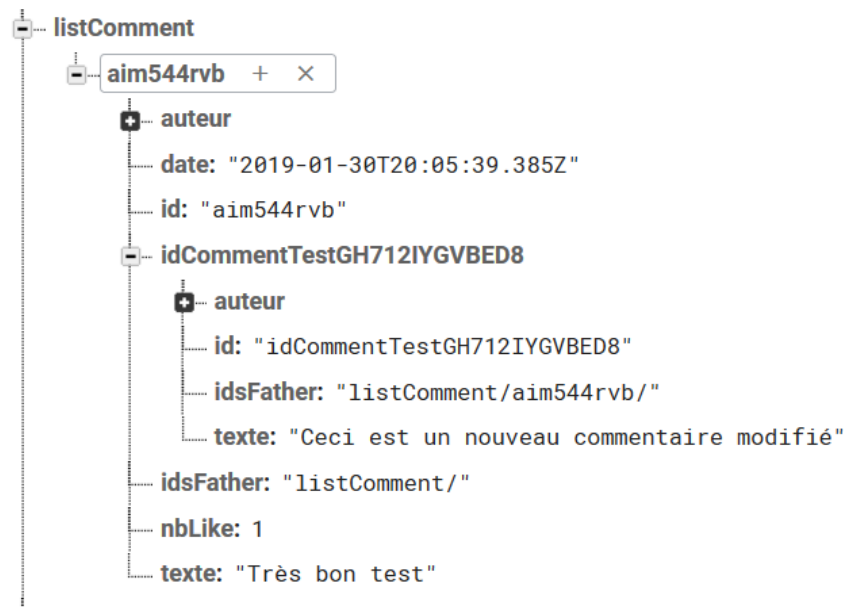 listComment
aim544rvb + ×
auteur
date: "2019-01-30T20:05:39.385Z"
id: "aim544rvb"
idCommentTestGH712IYGVBED8
auteur
id: "idCommentTestGH712IYGVBED8"
idsFather: "listComment/aim544rvb/"
texte: "Ceci est un nouveau commentaire modifié"
idsFather: "listComment/"
nbLike: 1
texte: "Très bon test"